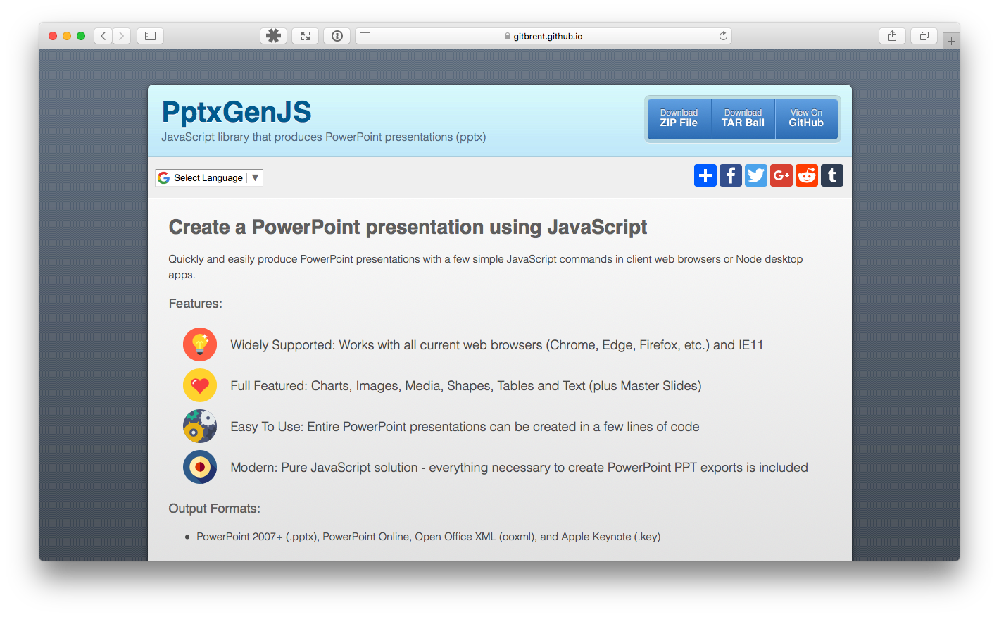 gitbrent.github.io
PptxGenJS
JavaScript library that produces PowerPoint presentations (pptx)
Download
ZIP File
Download
TAR Ball
View On
GitHub
Select Language
Create a PowerPoint presentation using JavaScript
Quickly and easily produce PowerPoint presentations with a few simple JavaScript commands in client web browsers or Node desktop
apps.
Features:
Widely Supported: Works with all current web browsers (Chrome, Edge, Firefox, etc.) and IE11
Full Featured: Charts, Images, Media, Shapes, Tables and Text (plus Master Slides)
Easy To Use: Entire PowerPoint presentations can be created in a few lines of code
Modern: Pure JavaScript solution - everything necessary to create PowerPoint PPT exports is included
Output Formats:
• PowerPoint 2007+ (.pptx), PowerPoint Online, Open Office XML (ooxml), and Apple Keynote (.key)